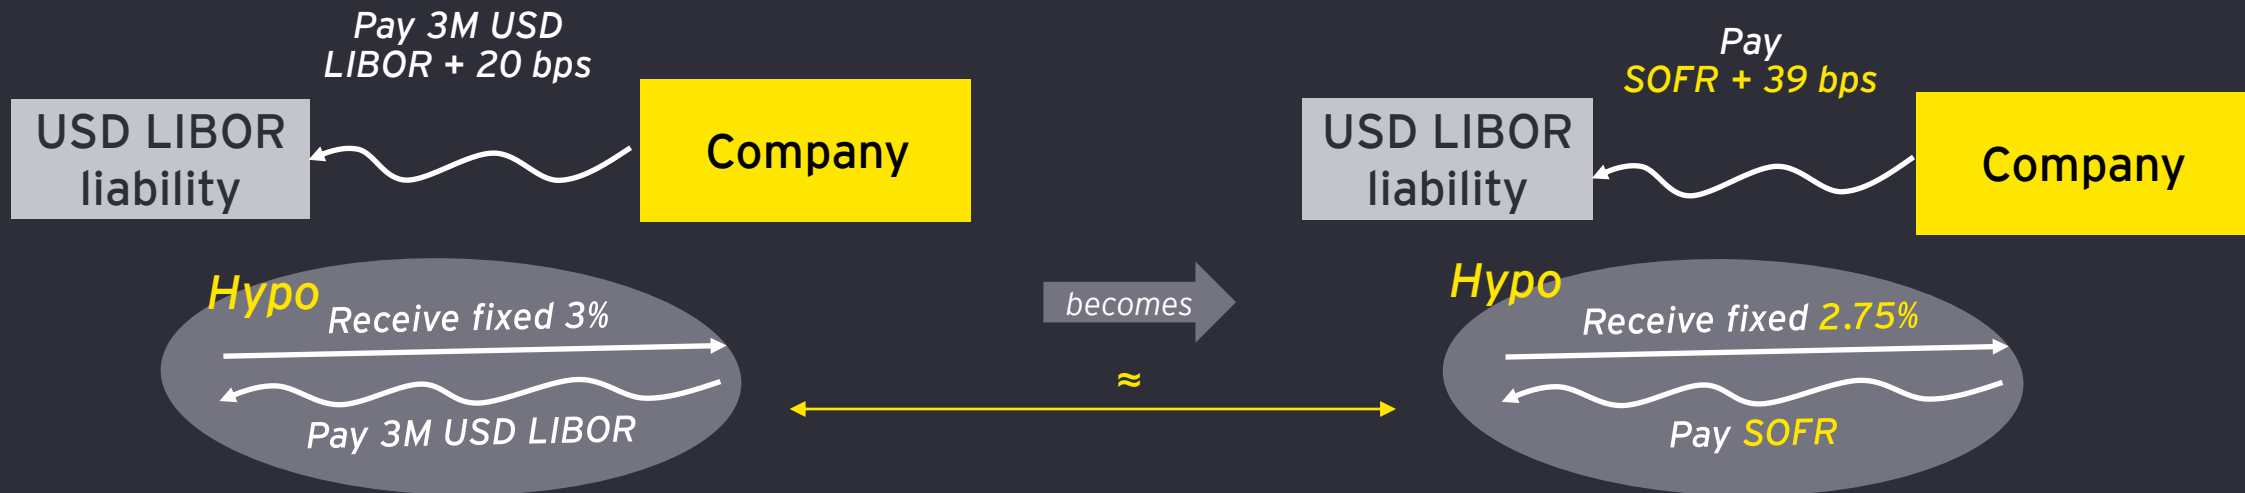 Pay 3M USD
LIBOR + 20 bps
USD LIBOR
liability
Company
Hypo
Receive fixed 3%
Pay 3M USD LIBOR
becomes
≈
Pay
SOFR + 39 bps
USD LIBOR
liability
Company
Hypo
Receive fixed 2.75%
Pay SOFR